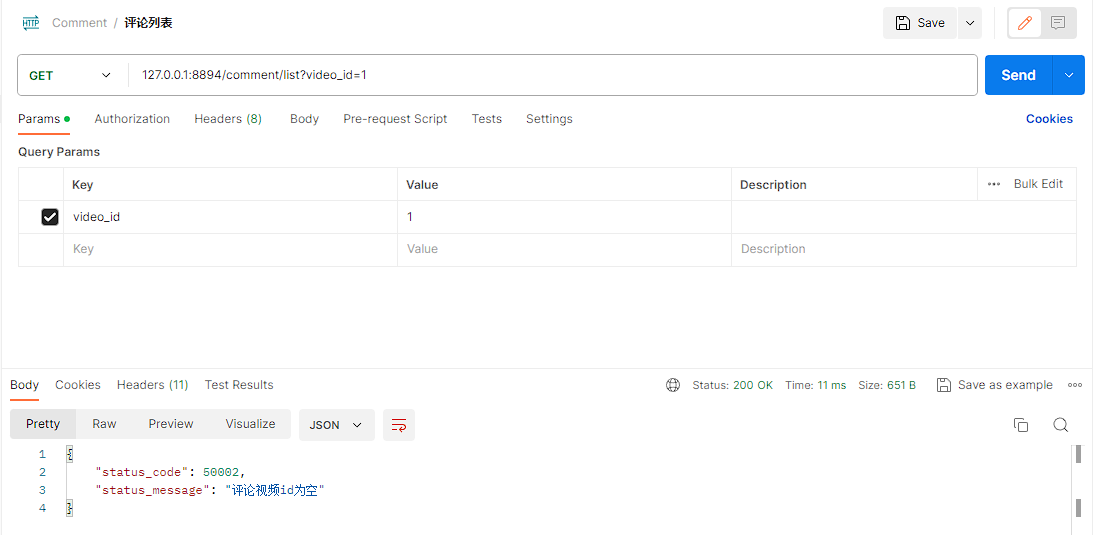 HTTP Comment / 评论列表 Save
GET 127.0.0.1:8894/comment/list?video_id=1 Send
Params Authorization Headers (8) Body Pre-request Script Tests Settings Cookies
Query Params
Key Value Description ••• Bulk Edit
video_id 1
Key Value Description
Body Cookies Headers (11) Test Results Status: 200 OK Time: 11 ms Size: 651 B Save as example
Pretty Raw Preview Visualize JSON
1 {
2 "status_code": 50002,
3 "status_message": "评论视频id为空"
4 }